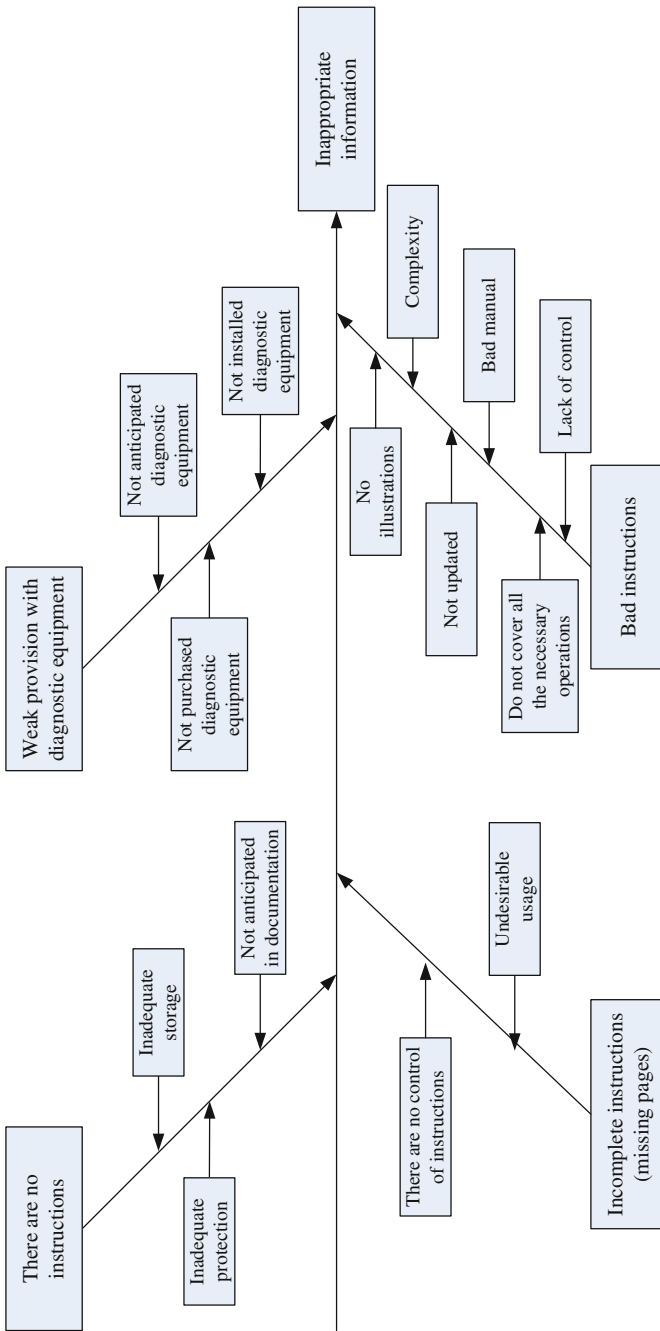 There are no
instructions
Inadequate
storage
Inadequate
protection
Not anticipated
in documentation
Weak provision with
diagnostic equipment
Not anticipated
diagnostic
equipment
Not purchased
diagnostic
equipment
Not installed
diagnostic
equipment
Inappropriate
information
Incomplete instructions
(missing pages)
There are no control
of instructions
Undesirable
usage
Bad instructions
No
illustrations
Complexity
Not updated
Bad manual
Do not cover all
the necessary
operations
Lack of control